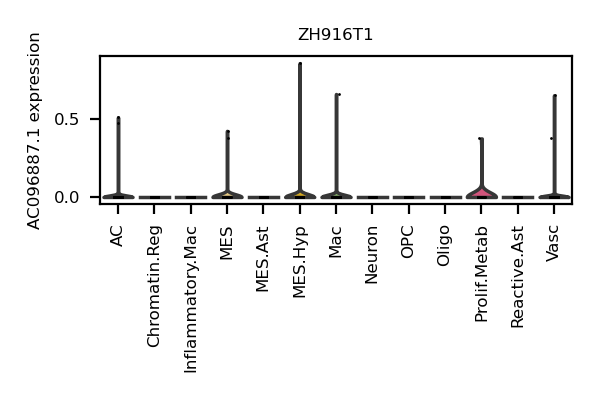 ZH916T1
AC096887.1 expression
0.5
0.0
AC
Chromatin.Reg
Inflammatory.Mac
MES
MES.Ast
MES.Hyp
Mac
Neuron
OPC
Oligo
Prolif.Metab
Reactive.Ast
Vasc